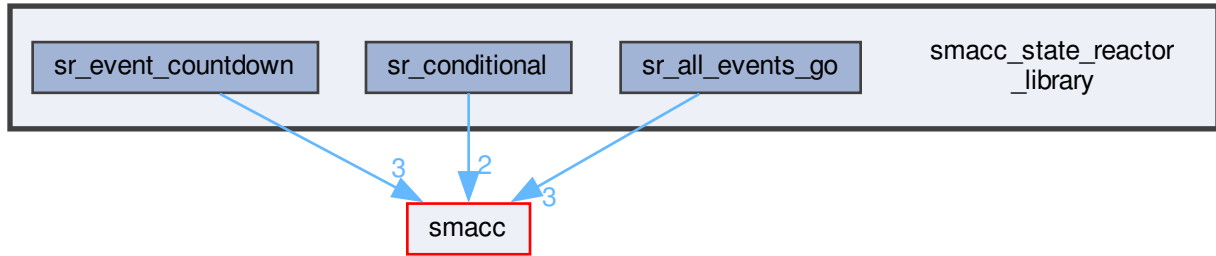 sr_event_countdown
sr_conditional
sr_all_events_go
smacc_state_reactor
_library
3
2
3
smacc